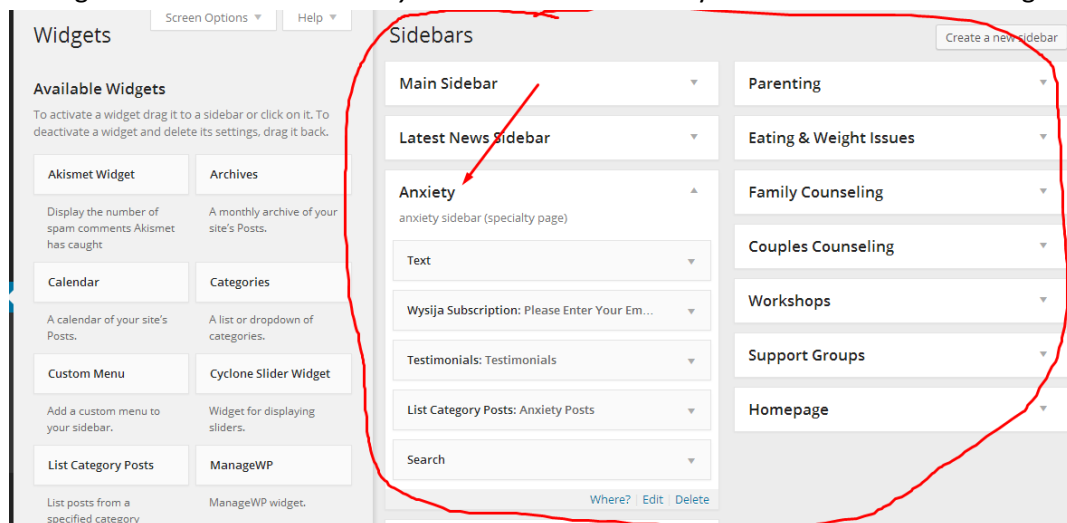 Screen Options ▼
Help ▼
Widgets
Available Widgets
To activate a widget drag it to a sidebar or click on it. To
deactivate a widget and delete its settings, drag it back.
Akismet Widget
Archives
Display the number of
spam comments Akismet
has caught
A monthly archive of your
site's Posts.
Calendar
Categories
A calendar of your site's
Posts.
A list or dropdown of
categories.
Custom Menu
Cyclone Slider Widget
Add a custom menu to
your sidebar.
Widget for displaying
sliders.
List Category Posts
ManageWP
List posts from a
specified category
ManageWP widget.
Sidebars
Create a new sidebar
Main Sidebar
Latest News Sidebar
Anxiety
anxiety sidebar (specialty page)
Text
Wysija Subscription: Please Enter Your Em...
Testimonials: Testimonials
List Category Posts: Anxiety Posts
Search
Where? | Edit | Delete
Parenting
Eating & Weight Issues
Family Counseling
Couples Counseling
Workshops
Support Groups
Homepage